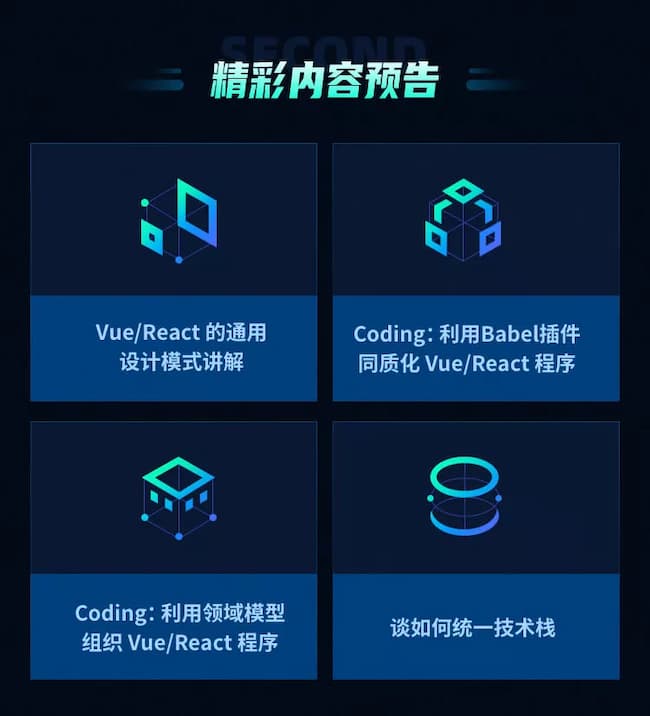 SECOND
精彩内容预告
Vue/React 的通用
设计模式讲解
Coding：利用Babel插件
同质化 Vue/React 程序
Coding：利用领域模型
组织 Vue/React 程序
谈如何统一技术栈